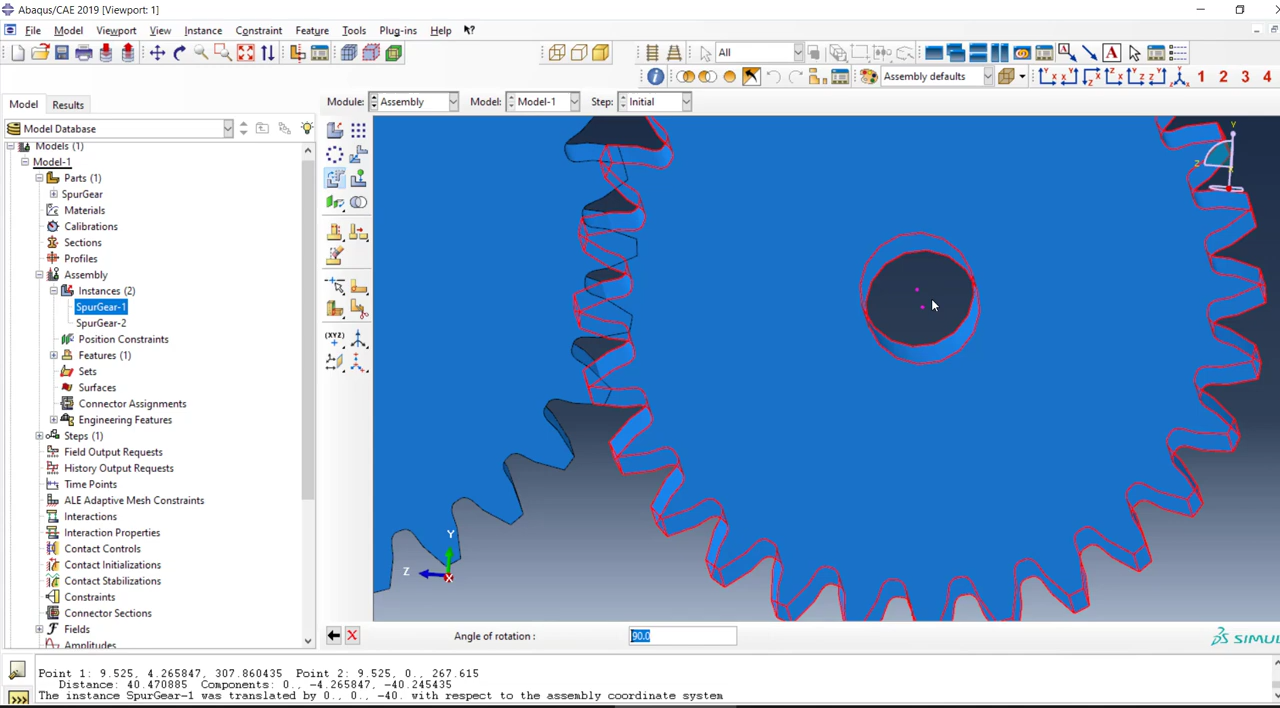 Abaqus/CAE 2019 [Viewport: 1]
File Model Viewport View Instance Constraint Feature Tools Plug-ins Help
All
Assembly defaults
1 2 3 4
Model Results
Module: Assembly Model: Model-1 Step: Initial
Model Database
Models (1)
Model-1
Parts (1)
SpurGear
Materials
Calibrations
Sections
Profiles
Assembly
Instances (2)
SpurGear-1
SpurGear-2
Position Constraints
Features (1)
Sets
Surfaces
Connector Assignments
Engineering Features
Steps (1)
Field Output Requests
History Output Requests
Time Points
ALE Adaptive Mesh Constraints
Interactions
Interaction Properties
Contact Controls
Contact Initializations
Contact Stabilizations
Constraints
Connector Sections
Fields
Amplitudes
(XYZ)
Y
Z
Y
Z
X
Angle of rotation : 90.0
SIMUL
Point 1: 9.525, 4.265847, 307.860435 Point 2: 9.525, 0., 267.615
Distance: 40.470885 Components: 0., -4.265847, -40.245435
The instance SpurGear-1 was translated by 0., 0., -40. with respect to the assembly coordinate system
>>>